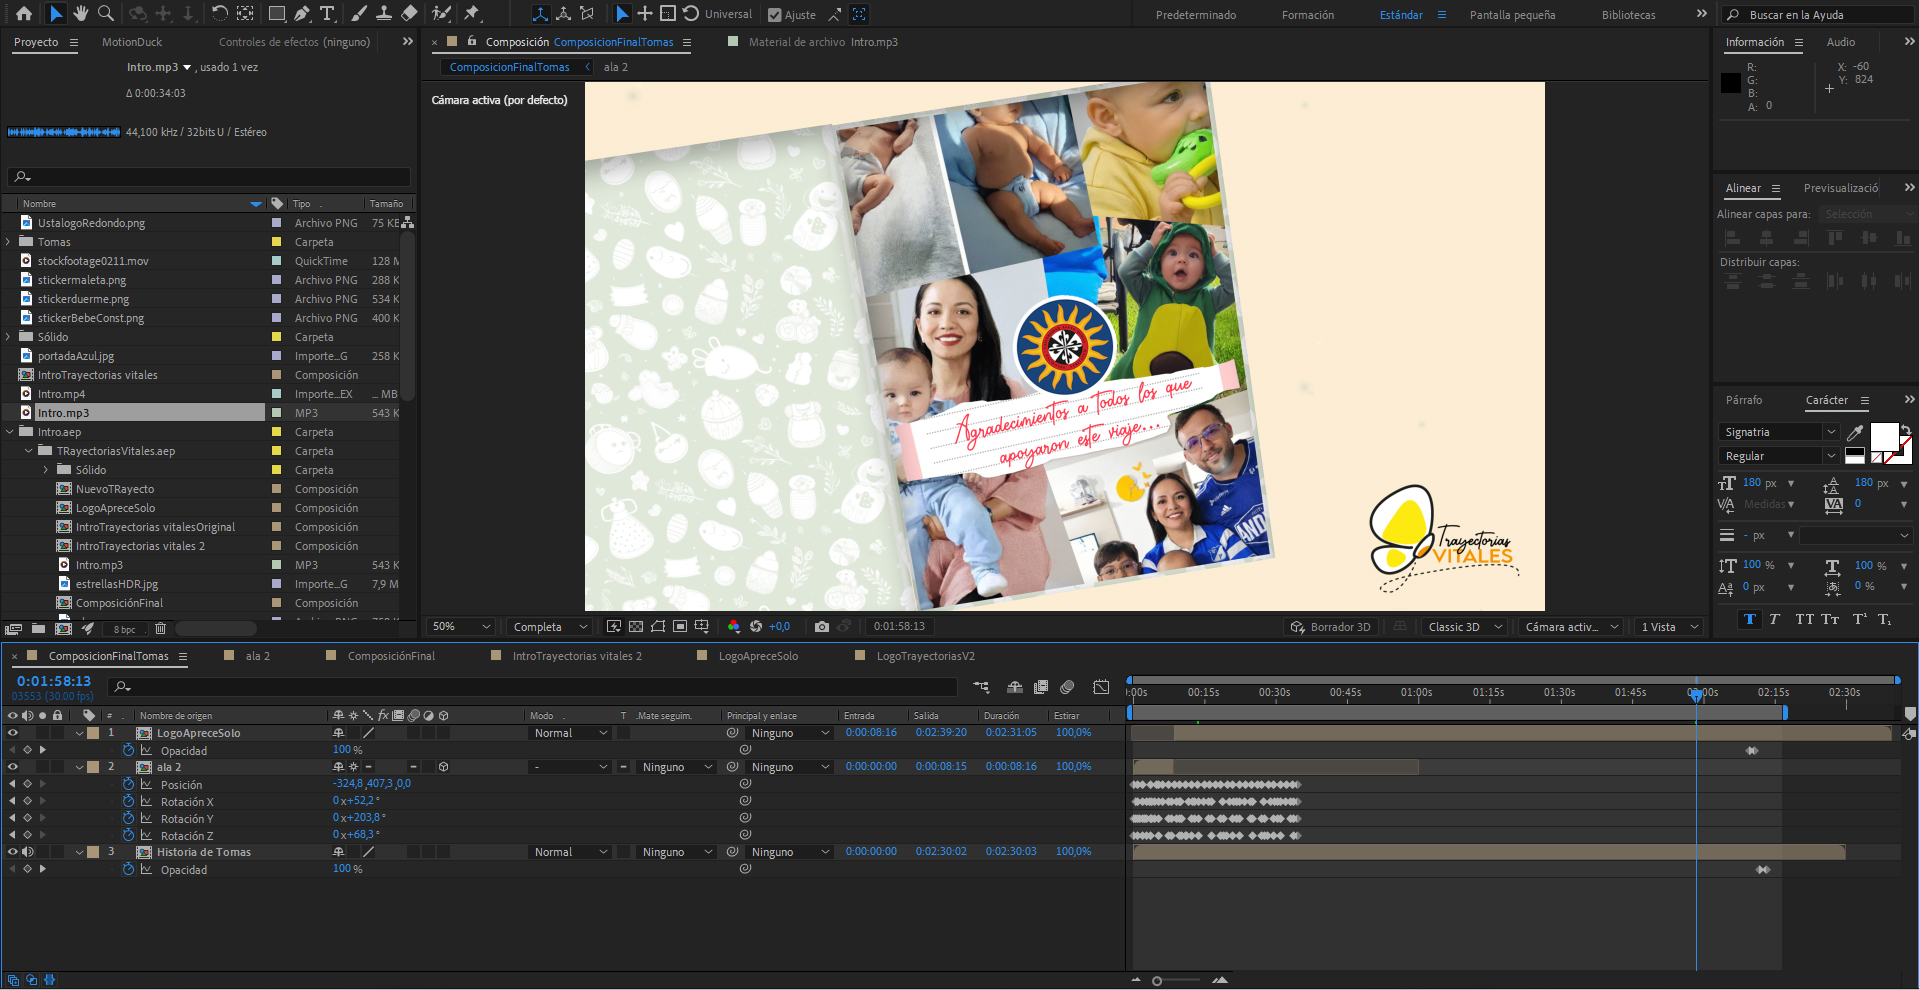 Universal
Ajuste
Predeterminado
Formación
Estándar
Pantalla pequeña
Bibliotecas
Buscar en la Ayuda
Proyecto
MotionDuck
Controles de efectos (ninguno)
Composición ComposicionFinalTomas
Material de archivo Intro.mp3
Información
Audio
Intro.mp3 , usado 1 vez
Δ 0:00:34:03
44,100 kHz / 32bits U / Estéreo
ComposicionFinalTomas
ala 2
Cámara activa (por defecto)
R:
G:
B:
A: 0
X: -60
Y: 824
Nombre
Tipo
Tamaño
UstalogoRedondo.png Archivo PNG 75 KB
Tomas Carpeta
stockfootage0211.mov QuickTime 128 M
stickermaleta.png Archivo PNG 288 K
stickerduerme.png Archivo PNG 534 K
stickerBebeConst.png Archivo PNG 400 K
Sólido Carpeta
portadaAzul.jpg Importe...G 258 K
IntroTrayectorias vitales Composición
Intro.mp4 Importe...EX ... MB
Intro.mp3 MP3 543 K
Intro.aep Carpeta
TRayectoriasVitales.aep Carpeta
Sólido Carpeta
NuevoTRayecto Composición
LogoApreceSolo Composición
IntroTrayectorias vitalesOriginal Composición
IntroTrayectorias vitales 2 Composición
Intro.mp3 MP3 543 K
estrellasHDR.jpg Importe...G 7,9 M
ComposiciónFinal Composición
8 bpc
Agradecimientos a todos los que
apoyaron este viaje...
Trayectorias
VITALES
50%
Completa
+0,0
0:01:58:13
Borrador 3D
Classic 3D
Cámara activ...
1 Vista
Alinear
Previsualizació
Alinear capas para: Selección
Distribuir capas:
Párrafo
Carácter
Signatria
Regular
180 px
180 px
Medidas
0
- px
100 %
100 %
0 px
0 %
ComposicionFinalTomas
ala 2
ComposiciónFinal
IntroTrayectorias vitales 2
LogoApreceSolo
LogoTrayectoriasV2
0:01:58:13
03553 (30.00 fps)
:00s 00:15s 00:30s 00:45s 01:00s 01:15s 01:30s 01:45s 02:00s 02:15s 02:30s
# Nombre de origen Modo T .Mate seguim. Principal y enlace Entrada Salida Duración Estirar
1 LogoApreceSolo Normal Ninguno 0:00:08:16 0:02:39:20 0:02:31:05 100,0%
Opacidad 100 %
2 ala 2 - Ninguno Ninguno 0:00:00:00 0:00:08:15 0:00:08:16 100,0%
Posición -324,8 ,407,3 ,0,0
Rotación X 0 x+52,2 °
Rotación Y 0 x+203,8 °
Rotación Z 0 x+68,3 °
3 Historia de Tomas Normal Ninguno Ninguno 0:00:00:00 0:02:30:02 0:02:30:03 100,0%
Opacidad 100 %